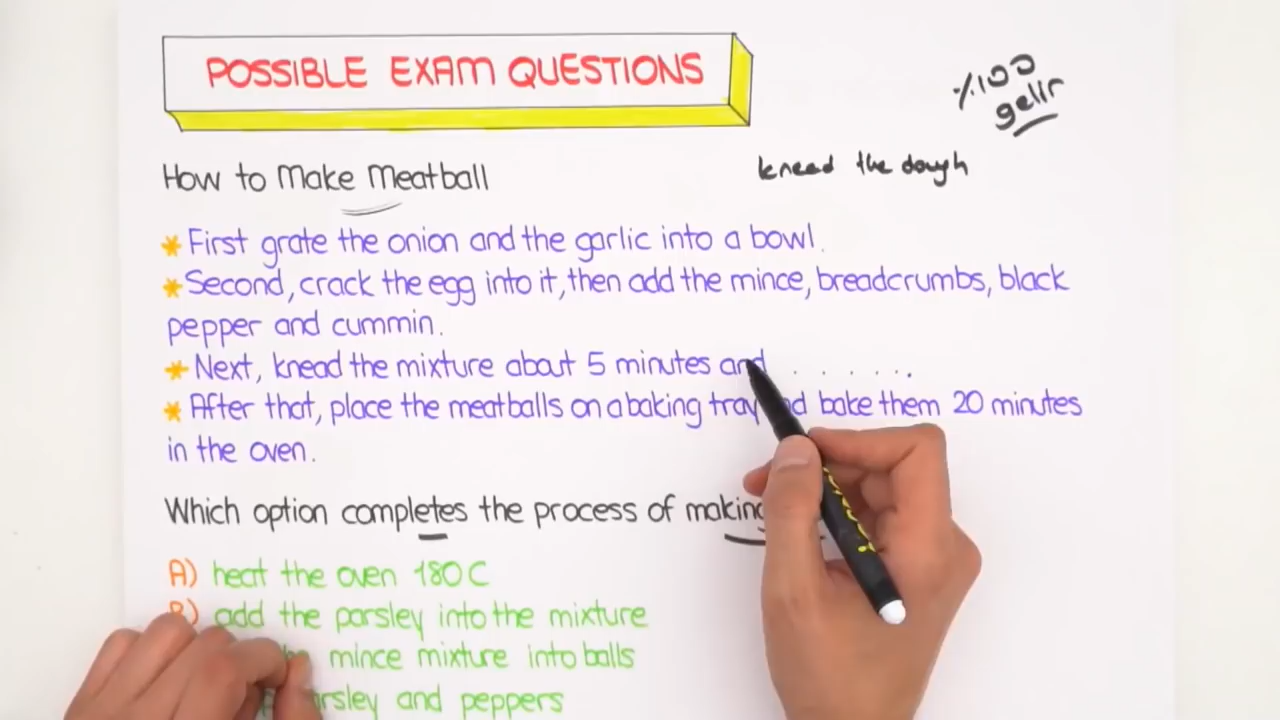 POSSIBLE EXAM QUESTIONS
%100
gelir
How to Make Meatball
knead the dough
* First grate the onion and the garlic into a bowl.
* Second, crack the egg into it, then add the mince, breadcrumbs, black
pepper and cummin.
* Next, knead the mixture about 5 minutes and . . . . . .
* After that, place the meatballs on a baking tray and bake them 20 minutes
in the oven.
Which option completes the process of making
A) heat the oven 180 C
B) add the parsley into the mixture
mince mixture into balls
parsley and peppers